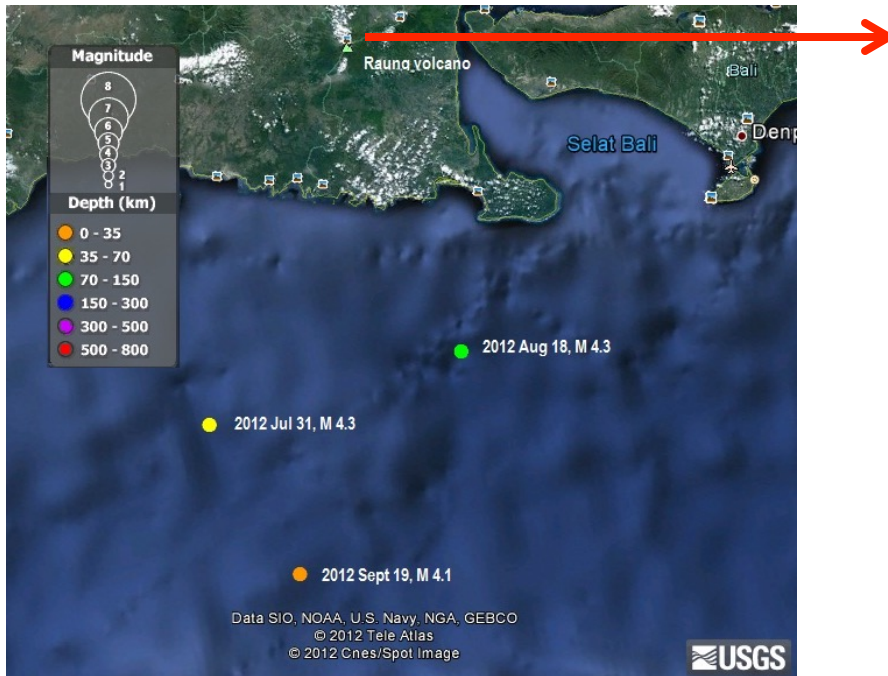 Magnitude
8
7
6
5
4
3
2
1
Depth (km)
0 - 35
35 - 70
70 - 150
150 - 300
300 - 500
500 - 800
Raung volcano
Bali
Selat Bali
Denp
2012 Aug 18, M 4.3
2012 Jul 31, M 4.3
2012 Sept 19, M 4.1
Data SIO, NOAA, U.S. Navy, NGA, GEBCO
© 2012 Tele Atlas
© 2012 Cnes/Spot Image
USGS